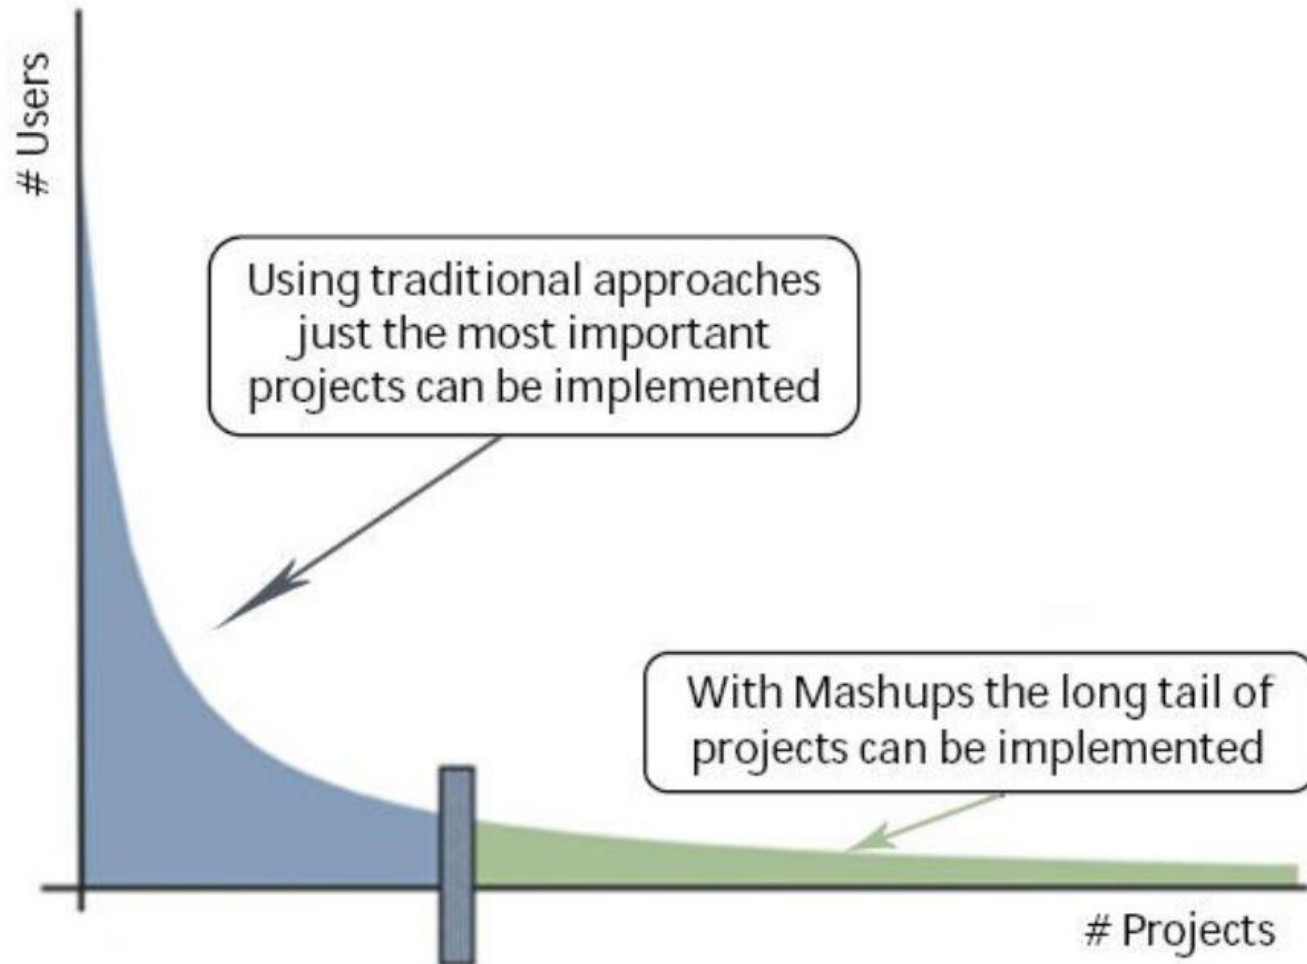 # Users
Using traditional approaches
just the most important
projects can be implemented
With Mashups the long tail of
projects can be implemented
# Projects